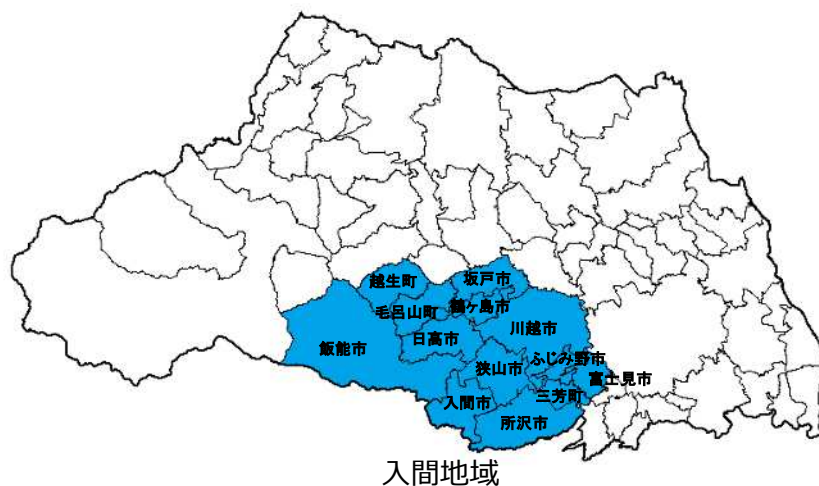 越生町
坂戸市
毛呂山町
鶴ヶ島市
川越市
日高市
飯能市
ふじみ野市
狭山市
富士見市
三芳町
入間市
所沢市
入間地域